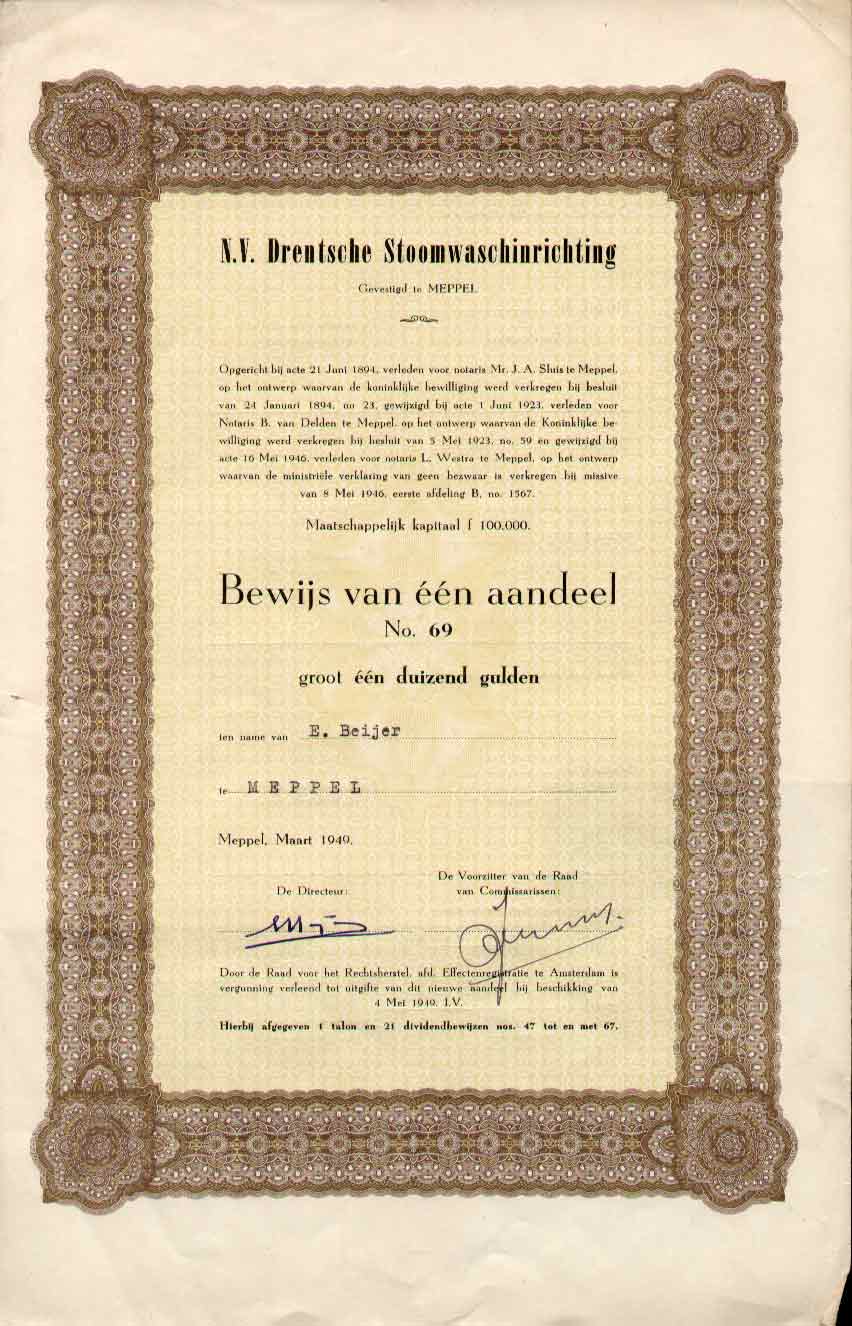 N.V. Drentsche Stoomwaschinrichting
Gevestigd te MEPPEL
Opgericht bij acte 21 Juni 1894, verleden voor notaris Mr. J. A. Sluis te Meppel,
op het ontwerp waarvan de koninklijke bewilliging werd verkregen bij besluit
van 24 Januari 1894, no 23, gewijzigd bij acte 1 Juni 1923, verleden voor
Notaris B. van Delden te Meppel, op het ontwerp waarvan de Koninklijke be-
williging werd verkregen bij besluit van 5 Mei 1923, no. 59 en gewijzigd bij
acte 16 Mei 1946, verleden voor notaris L. Westra te Meppel, op het ontwerp
waarvan de ministriële verklaring van geen bezwaar is verkregen bij missive
van 8 Mei 1946, eerste afdeling B, no. 1567.
Maatschappelijk kapitaal f 100.000.
Bewijs van één aandeel
No. 69
groot één duizend gulden
ten name van E. Beijer
te MEPPEL
Meppel, Maart 1949.
De Voorzitter van de Raad
De Directeur: van Commissarissen:
Door de Raad voor het Rechtsherstel, afd. Effectenregistratie te Amsterdam is
vergunning verleend tot uitgifte van dit nieuwe aandeel bij beschikking van
4 Mei 1949. I.V.
Hierbij afgegeven 1 talon en 21 dividendbewijzen nos. 47 tot en met 67.